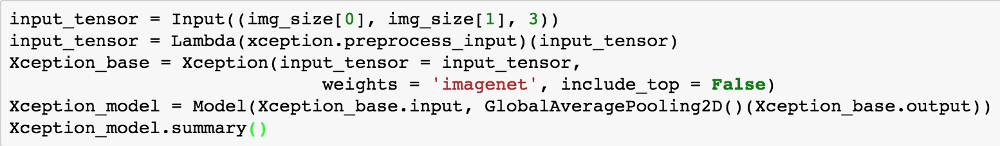 input_tensor = Input((img_size[0], img_size[1], 3))
input_tensor = Lambda(xception.preprocess_input)(input_tensor)
Xception_base = Xception(input_tensor = input_tensor,
                             weights = 'imagenet', include_top = False)
Xception_model = Model(Xception_base.input, GlobalAveragePooling2D()(Xception_base.output))
Xception_model.summary()